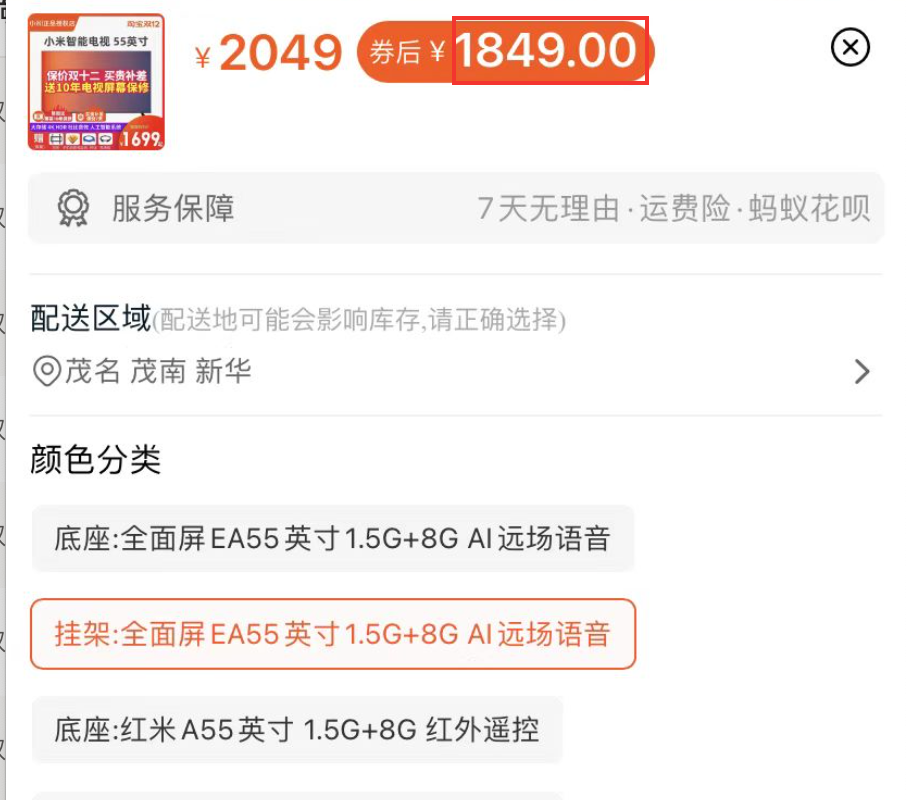 淘宝双12
小米智能电视 55英寸
保价双十二 买贵补差
送10年电视屏幕保修
1699
¥2049
券后 ¥1849.00
服务保障
7天无理由·运费险·蚂蚁花呗
配送区域(配送地可能会影响库存,请正确选择)
茂名 茂南 新华
颜色分类
底座:全面屏EA55英寸1.5G+8G AI远场语音
挂架:全面屏EA55英寸1.5G+8G AI远场语音
底座:红米A55英寸 1.5G+8G 红外遥控